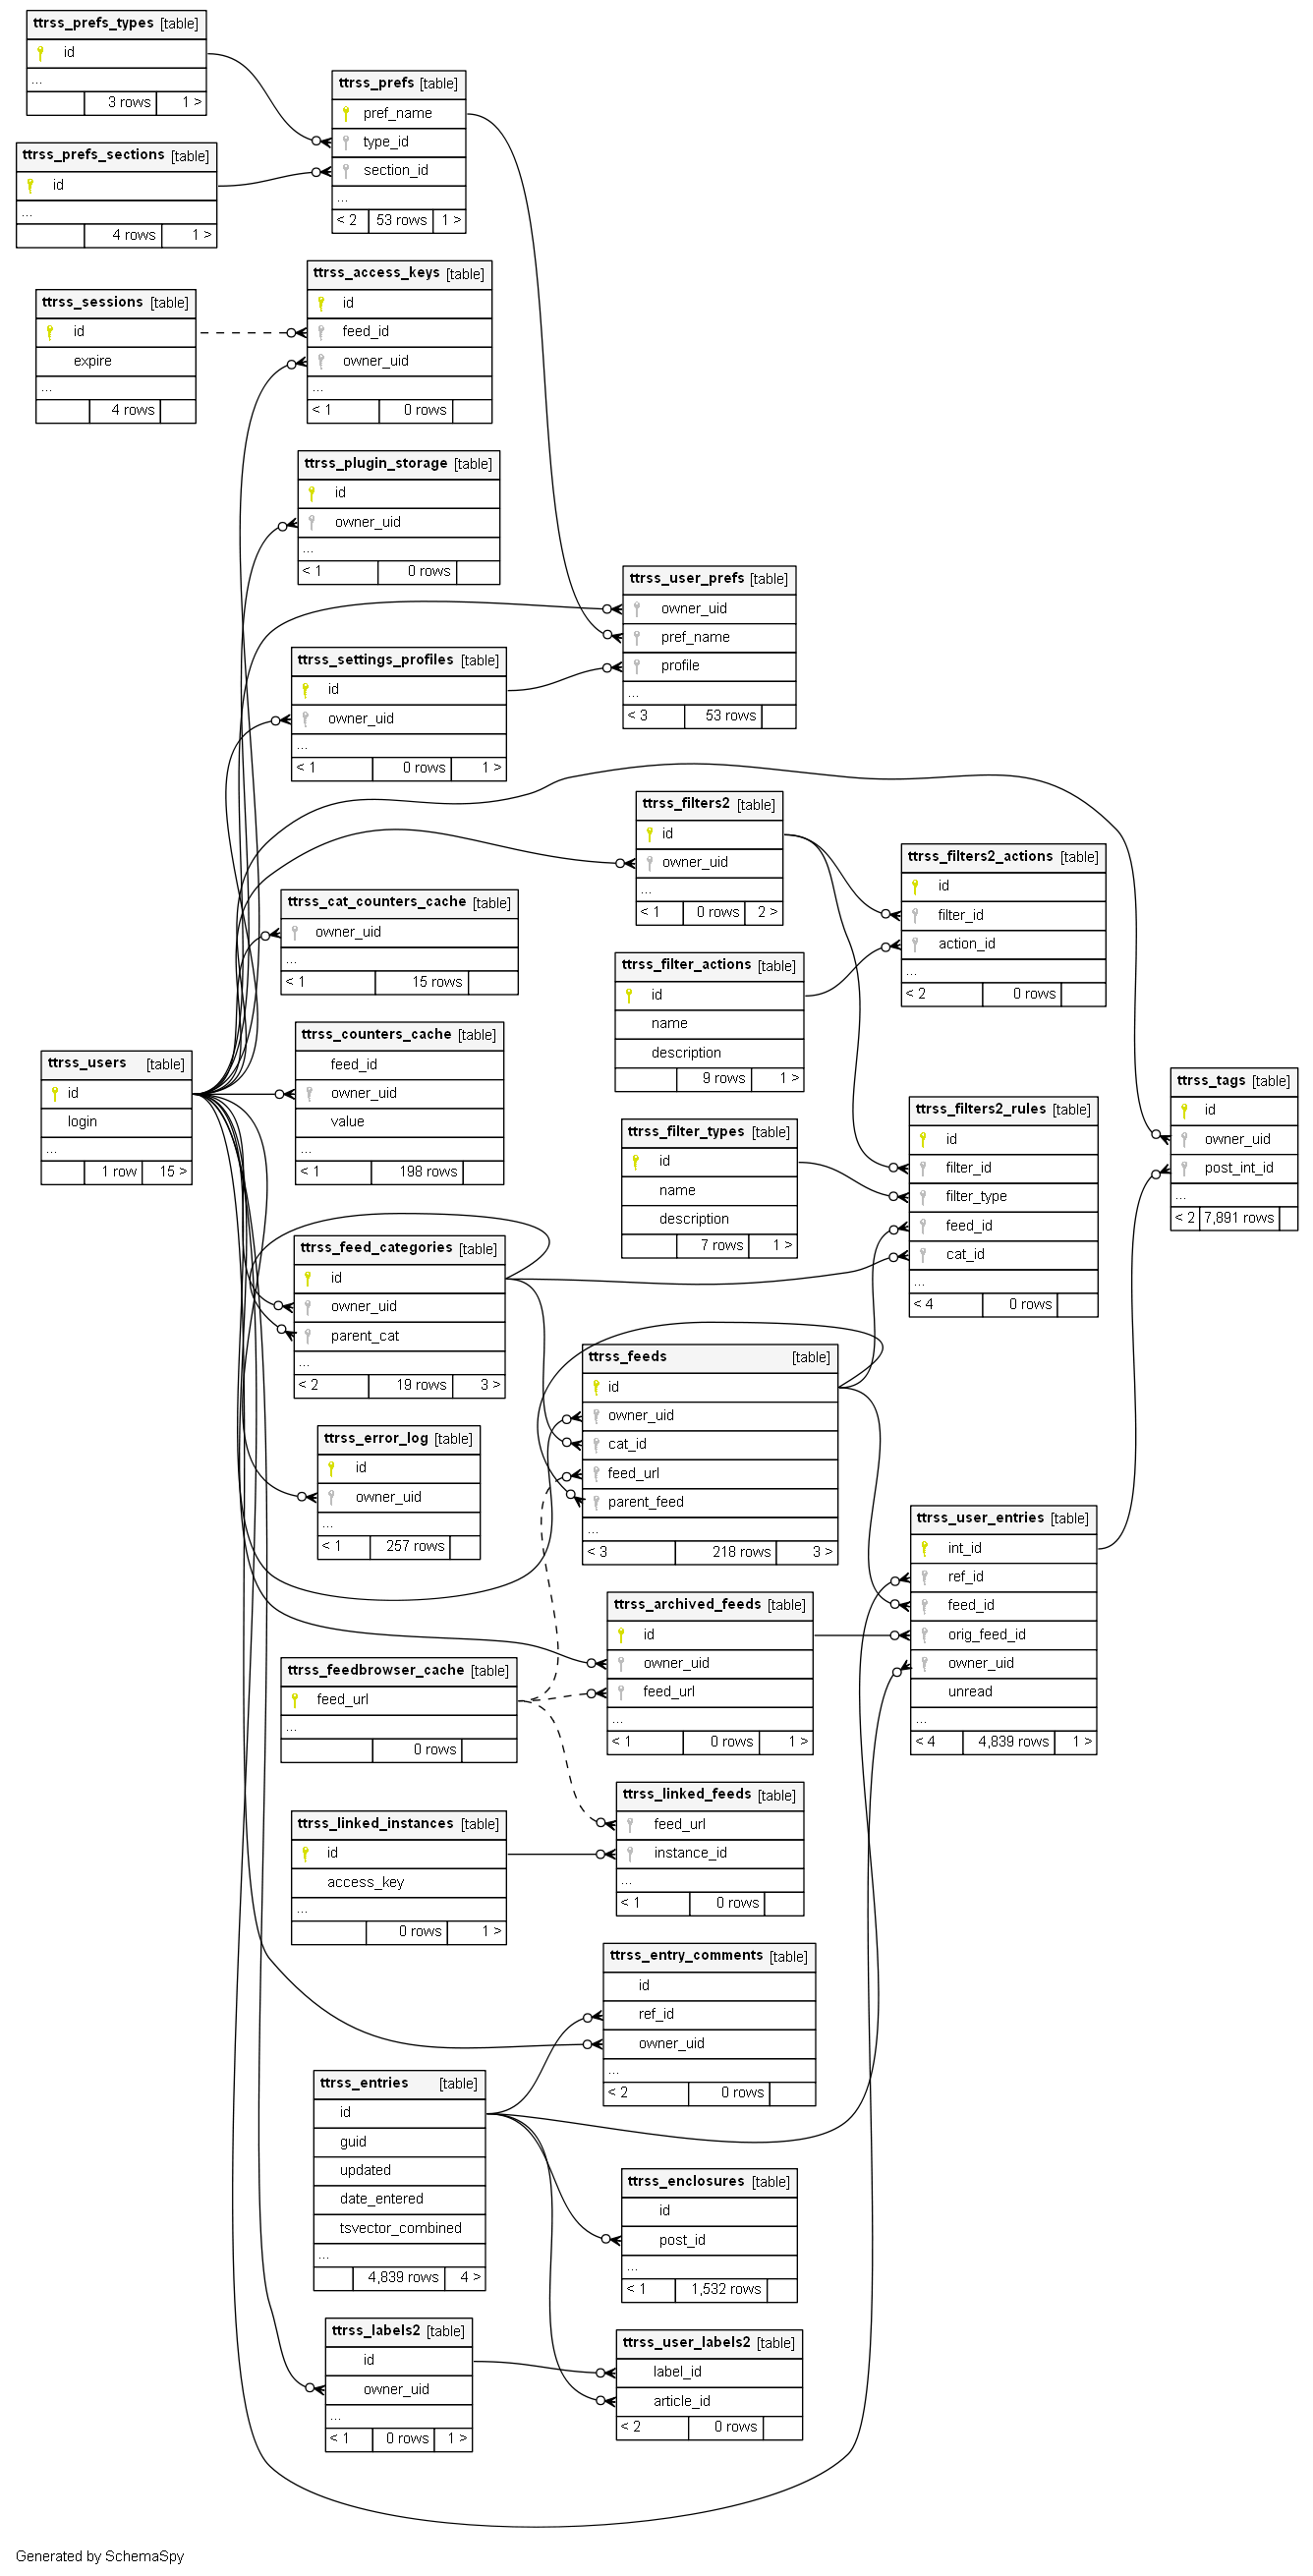 ttrss_prefs_types [table]
id
...
3 rows 1 >
ttrss_prefs [table]
pref_name
type_id
section_id
...
< 2 53 rows 1 >
ttrss_prefs_sections [table]
id
...
4 rows 1 >
ttrss_access_keys [table]
id
feed_id
owner_uid
...
< 1 0 rows
ttrss_sessions [table]
id
expire
...
4 rows
ttrss_plugin_storage [table]
id
owner_uid
...
< 1 0 rows
ttrss_user_prefs [table]
owner_uid
pref_name
profile
...
< 3 53 rows
ttrss_settings_profiles [table]
id
owner_uid
...
< 1 0 rows 1 >
ttrss_filters2 [table]
id
owner_uid
...
< 1 0 rows 2 >
ttrss_filters2_actions [table]
id
filter_id
action_id
...
< 2 0 rows
ttrss_cat_counters_cache [table]
owner_uid
...
< 1 15 rows
ttrss_filter_actions [table]
id
name
description
9 rows 1 >
ttrss_counters_cache [table]
feed_id
owner_uid
value
...
< 1 198 rows
ttrss_users [table]
id
login
...
1 row 15 >
ttrss_tags [table]
id
owner_uid
post_int_id
...
< 2 7,891 rows
ttrss_filters2_rules [table]
id
filter_id
filter_type
feed_id
cat_id
...
< 4 0 rows
ttrss_filter_types [table]
id
name
description
7 rows 1 >
ttrss_feed_categories [table]
id
owner_uid
parent_cat
...
< 2 19 rows 3 >
ttrss_feeds [table]
id
owner_uid
cat_id
feed_url
parent_feed
...
< 3 218 rows 3 >
ttrss_error_log [table]
id
owner_uid
...
< 1 257 rows
ttrss_user_entries [table]
int_id
ref_id
feed_id
orig_feed_id
owner_uid
unread
...
< 4 4,839 rows 1 >
ttrss_archived_feeds [table]
id
owner_uid
feed_url
...
< 1 0 rows 1 >
ttrss_feedbrowser_cache [table]
feed_url
...
0 rows
ttrss_linked_feeds [table]
feed_url
instance_id
...
< 1 0 rows
ttrss_linked_instances [table]
id
access_key
...
0 rows 1 >
ttrss_entry_comments [table]
id
ref_id
owner_uid
...
< 2 0 rows
ttrss_entries [table]
id
guid
updated
date_entered
tsvector_combined
...
4,839 rows 4 >
ttrss_enclosures [table]
id
post_id
...
< 1 1,532 rows
ttrss_labels2 [table]
id
owner_uid
...
< 1 0 rows 1 >
ttrss_user_labels2 [table]
label_id
article_id
< 2 0 rows
Generated by SchemaSpy